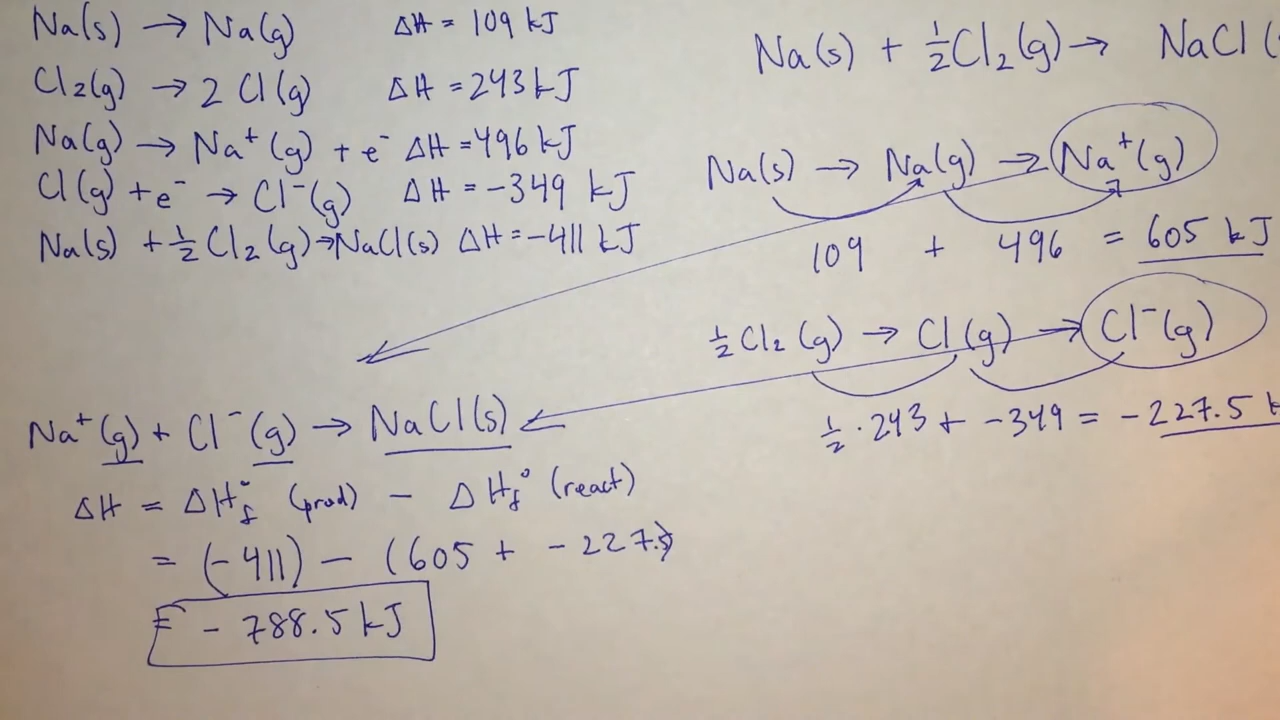 Na(s) → Na(g) ΔH = 109 kJ
Cl₂(g) → 2 Cl(g) ΔH = 243 kJ
Na(g) → Na⁺(g) + e⁻ ΔH = 496 kJ
Cl(g) + e⁻ → Cl⁻(g) ΔH = -349 kJ
Na(s) + ½ Cl₂(g) → NaCl(s) ΔH = -411 kJ
Na⁺(g) + Cl⁻(g) → NaCl(s)
ΔH = ΔH°f (prod) - ΔH°f (react)
= (-411) - (605 + -227.5)
= -788.5 kJ
Na(s) + ½Cl₂(g) → NaCl (
Na(s) → Na(g) → Na⁺(g)
109 + 496 = 605 kJ
½Cl₂(g) → Cl(g) → Cl⁻(g)
½ · 243 + -349 = -227.5 k